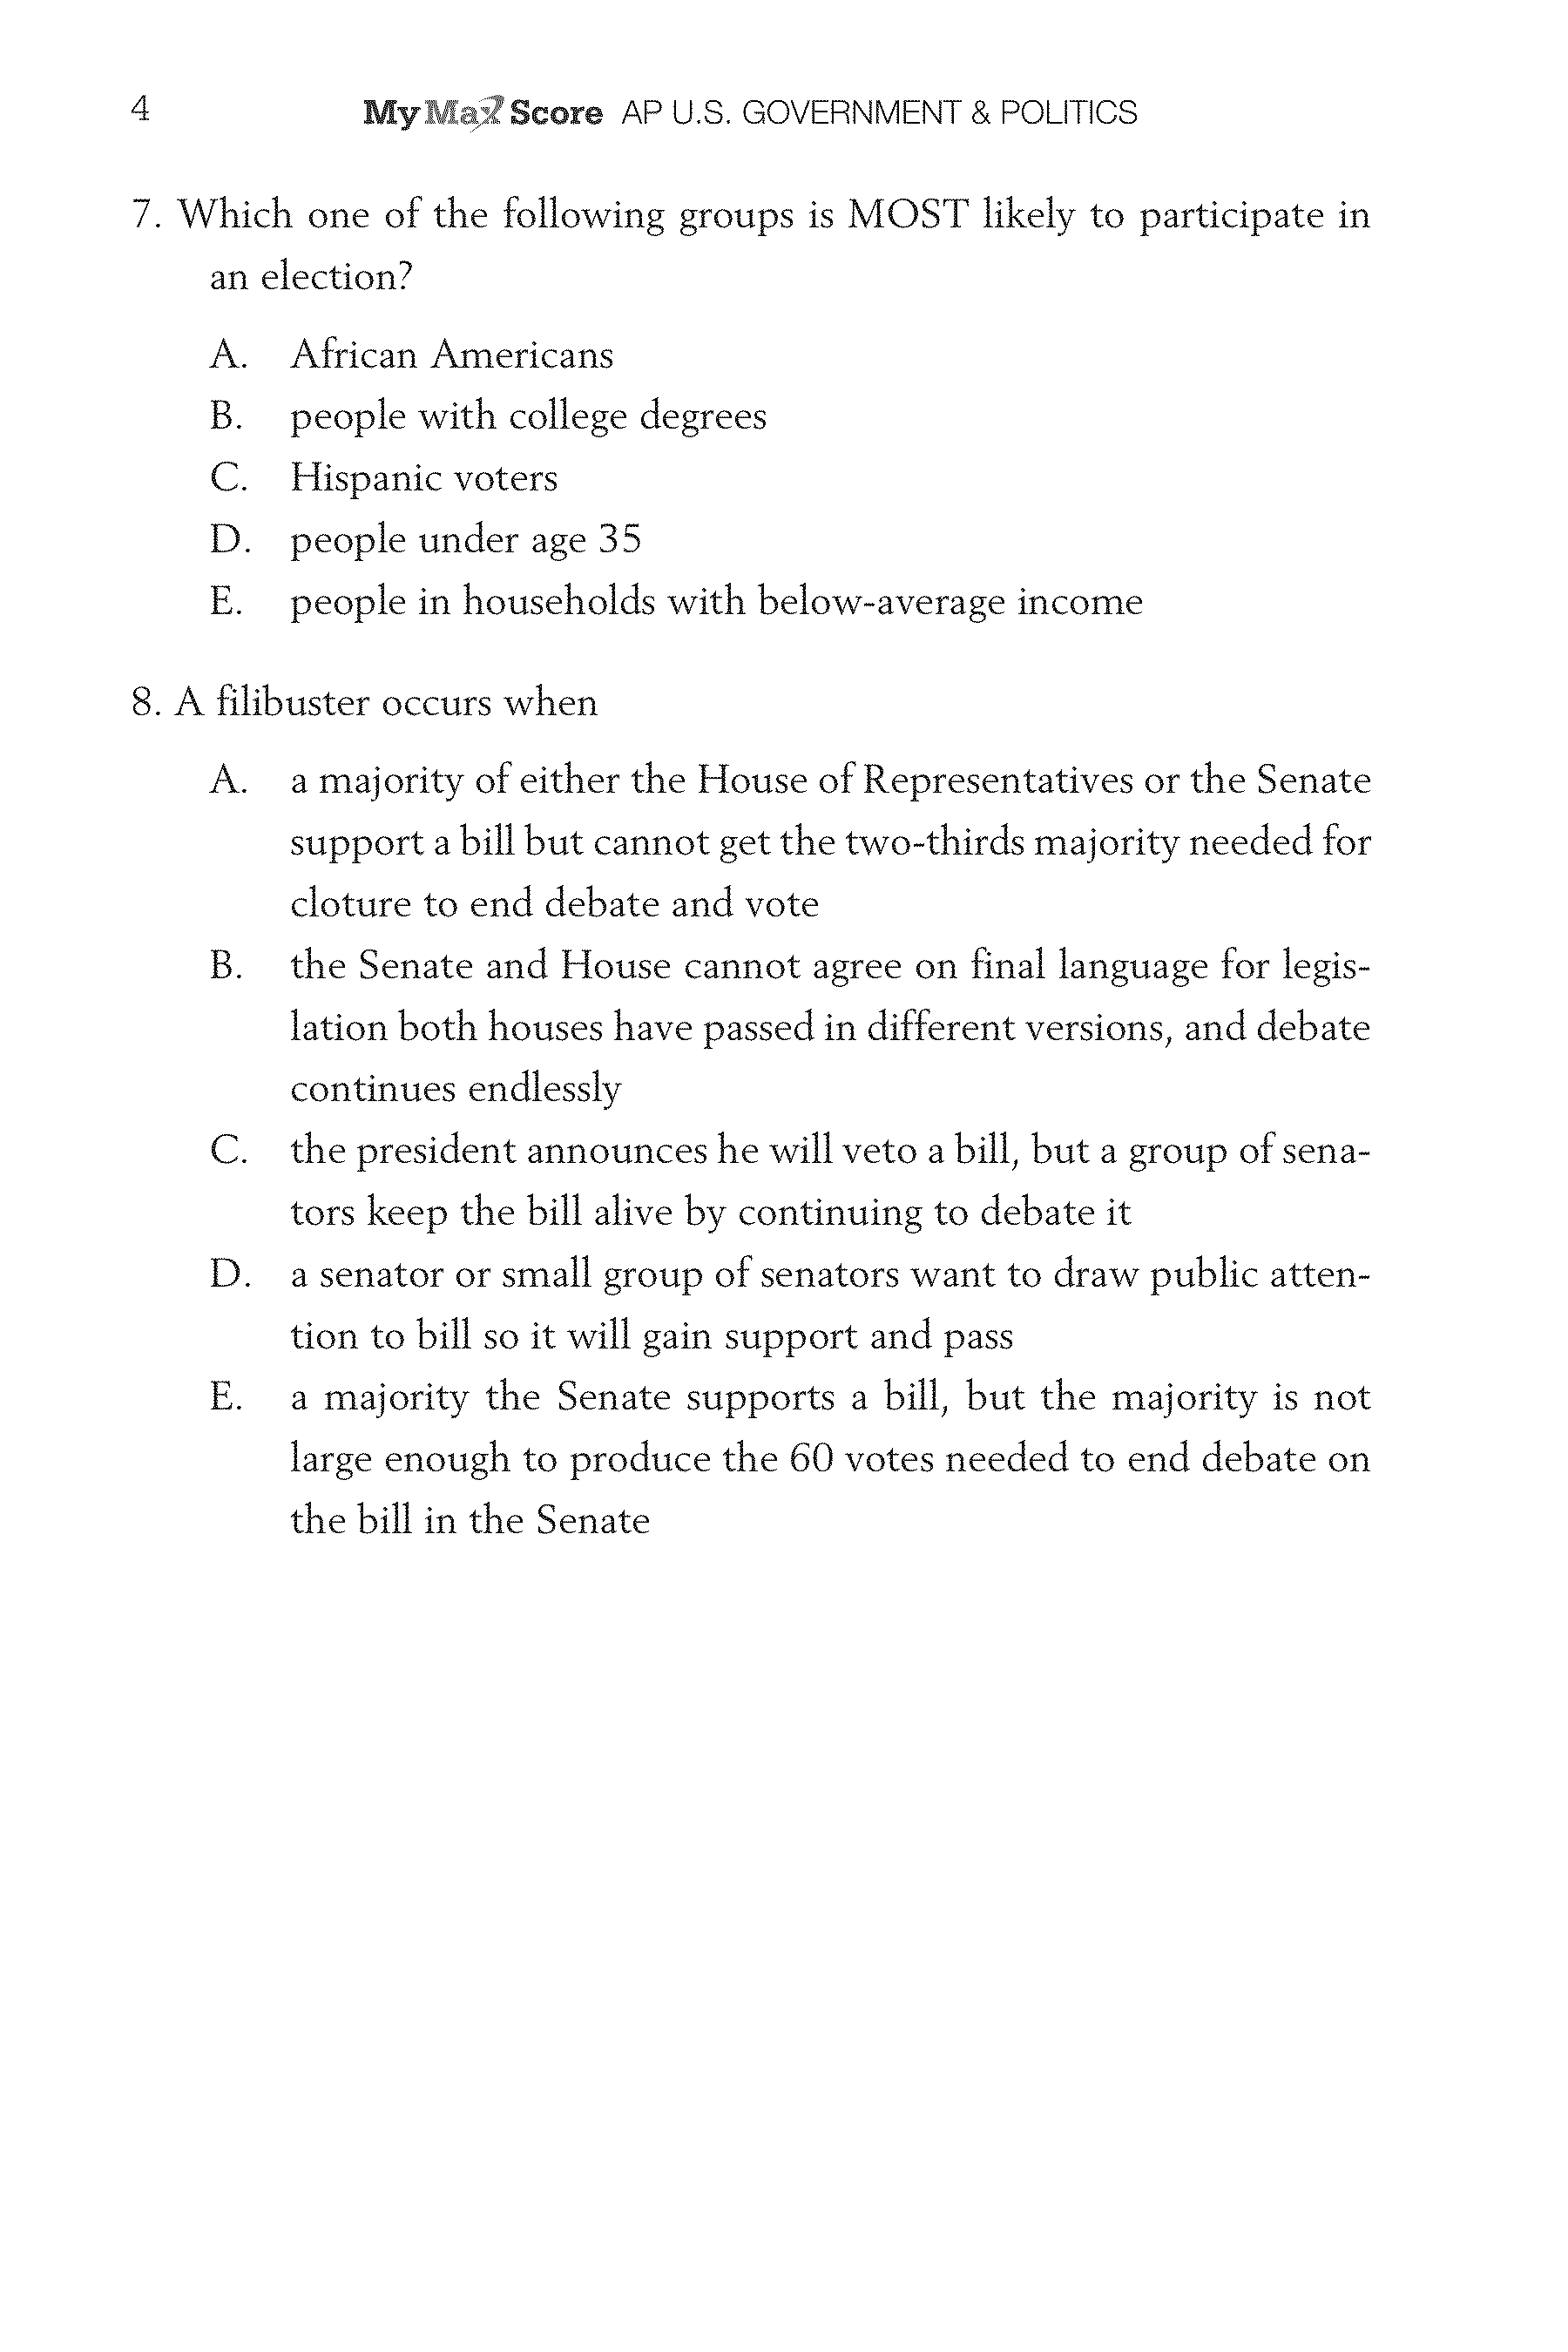 4
My Max Score AP U.S. GOVERNMENT & POLITICS
7. Which one of the following groups is MOST likely to participate in
an election?
A. African Americans
B. people with college degrees
C. Hispanic voters
D. people under age 35
E. people in households with below-average income
8. A filibuster occurs when
A. a majority of either the House of Representatives or the Senate
support a bill but cannot get the two-thirds majority needed for
cloture to end debate and vote
B. the Senate and House cannot agree on final language for legis-
lation both houses have passed in different versions, and debate
continues endlessly
C. the president announces he will veto a bill, but a group of sena-
tors keep the bill alive by continuing to debate it
D. a senator or small group of senators want to draw public atten-
tion to bill so it will gain support and pass
E. a majority the Senate supports a bill, but the majority is not
large enough to produce the 60 votes needed to end debate on
the bill in the Senate